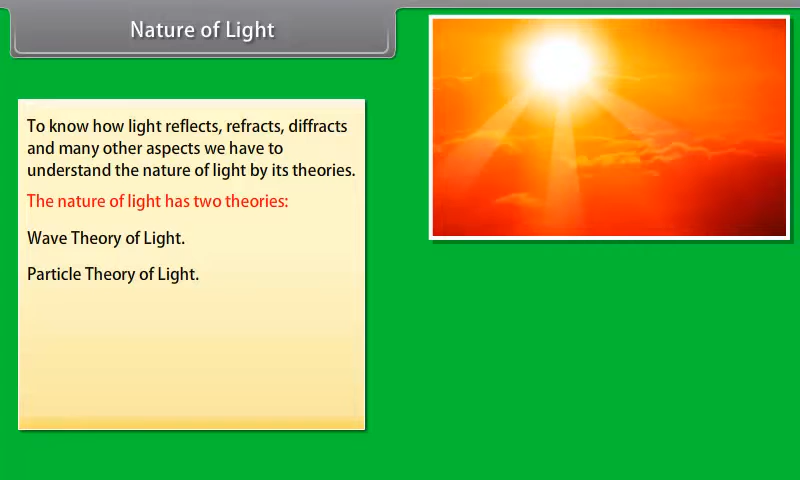 Nature of Light
To know how light reflects, refracts, diffracts
and many other aspects we have to
understand the nature of light by its theories.
The nature of light has two theories:
Wave Theory of Light.
Particle Theory of Light.